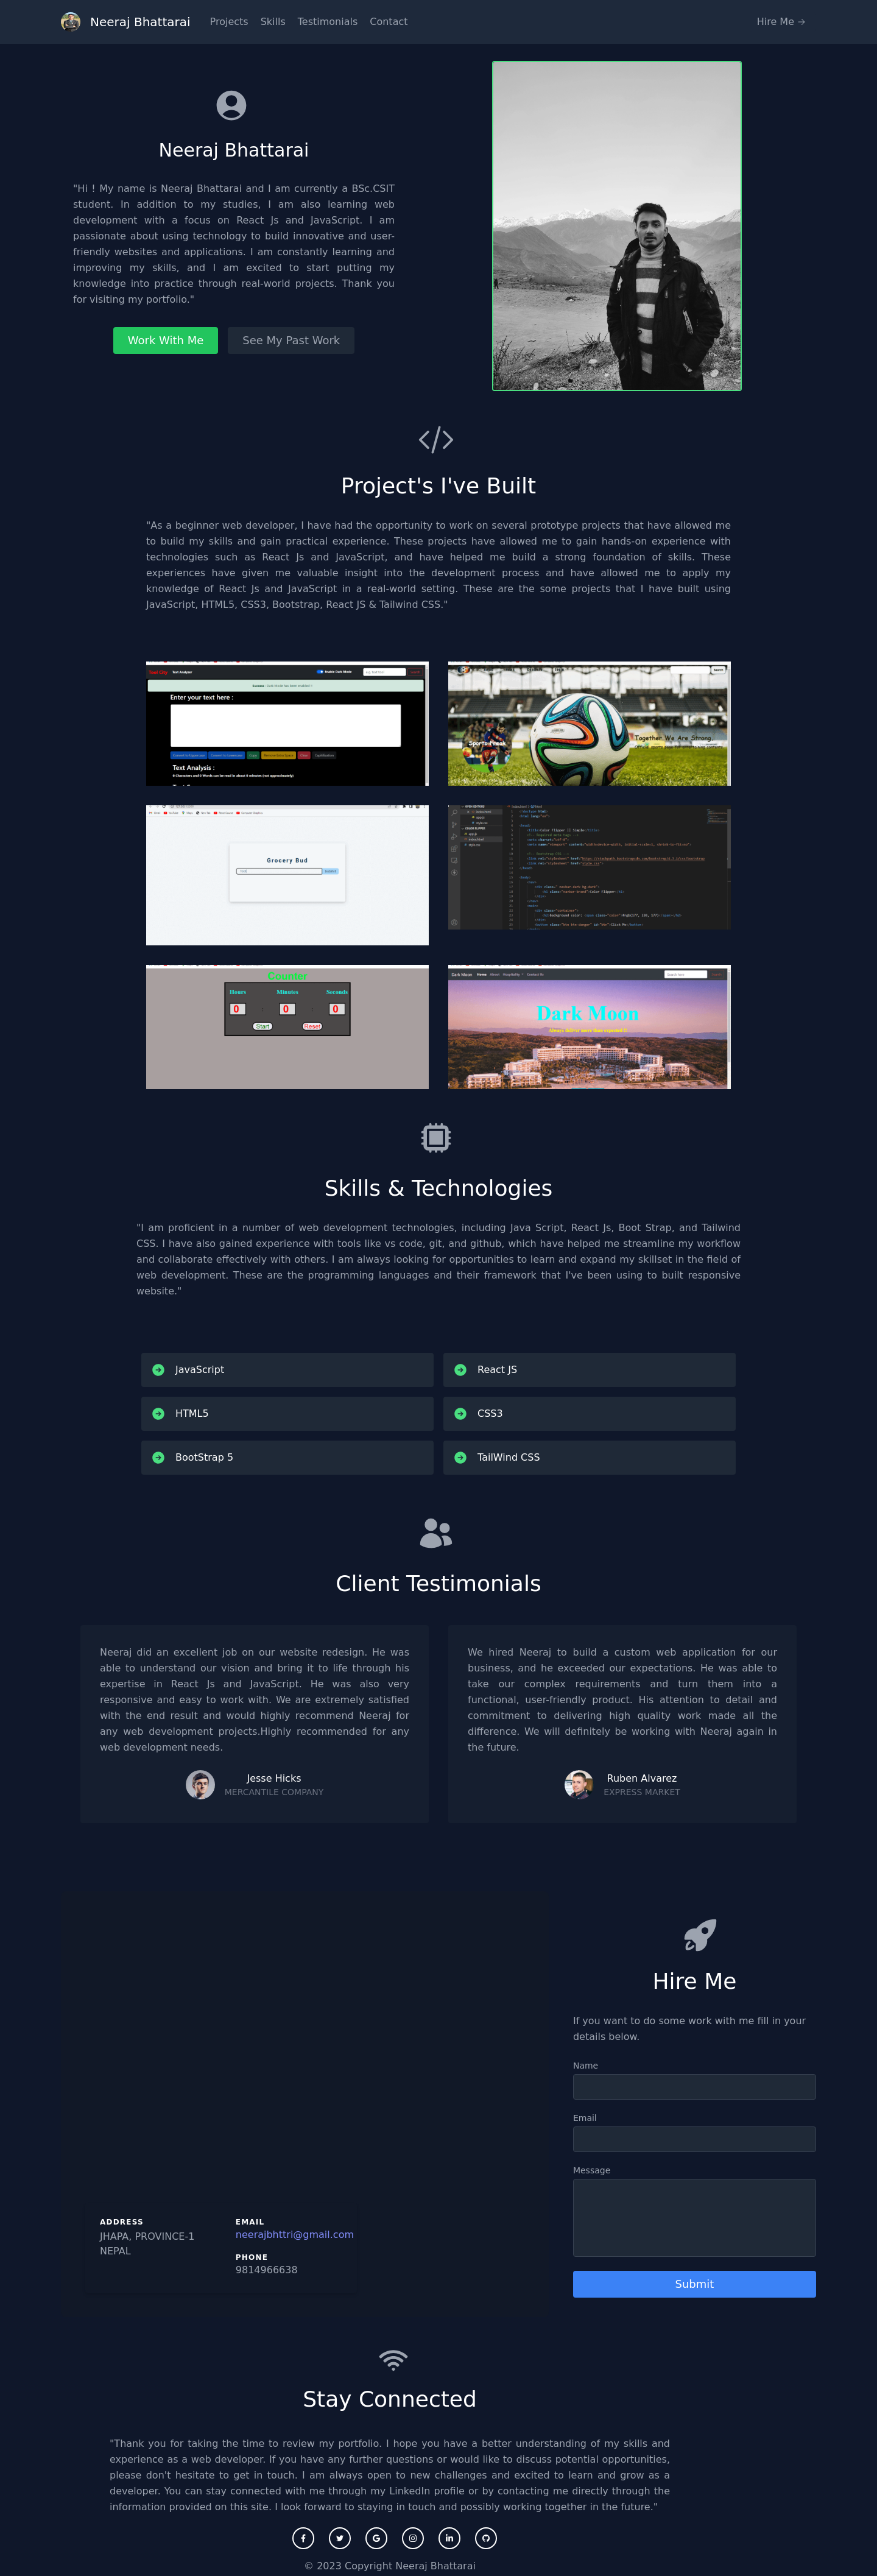 Neeraj Bhattarai
Projects
Skills
Testimonials
Contact
Hire Me →
Neeraj Bhattarai
"Hi ! My name is Neeraj Bhattarai and I am currently a BSc.CSIT
student. In addition to my studies, I am also learning web
development with a focus on React Js and JavaScript. I am
passionate about using technology to build innovative and user-
friendly websites and applications. I am constantly learning and
improving my skills, and I am excited to start putting my
knowledge into practice through real-world projects. Thank you
for visiting my portfolio."
Work With Me
See My Past Work
Project's I've Built
"As a beginner web developer, I have had the opportunity to work on several prototype projects that have allowed me
to build my skills and gain practical experience. These projects have allowed me to gain hands-on experience with
technologies such as React Js and JavaScript, and have helped me build a strong foundation of skills. These
experiences have given me valuable insight into the development process and have allowed me to apply my
knowledge of React Js and JavaScript in a real-world setting. These are the some projects that I have built using
JavaScript, HTML5, CSS3, Bootstrap, React JS & Tailwind CSS."
Text Analyzer
Enable Dark Mode
Enter your text here :
Text Analysis :
0 Characters and 0 Words can be read in about 0 minutes (not approximately)
Together We Are Strong.
Grocery Bud
Counter
Hours
Minutes
Seconds
0
0
0
Start
Reset
Dark Moon
Home
About
Hospitality
Contact Us
Dark Moon
Skills & Technologies
"I am proficient in a number of web development technologies, including Java Script, React Js, Boot Strap, and Tailwind
CSS. I have also gained experience with tools like vs code, git, and github, which have helped me streamline my workflow
and collaborate effectively with others. I am always looking for opportunities to learn and expand my skillset in the field of
web development. These are the programming languages and their framework that I've been using to built responsive
website."
JavaScript
React JS
HTML5
CSS3
BootStrap 5
TailWind CSS
Client Testimonials
Neeraj did an excellent job on our website redesign. He was
able to understand our vision and bring it to life through his
expertise in React Js and JavaScript. He was also very
responsive and easy to work with. We are extremely satisfied
with the end result and would highly recommend Neeraj for
any web development projects.Highly recommended for any
web development needs.
Jesse Hicks
MERCANTILE COMPANY
We hired Neeraj to build a custom web application for our
business, and he exceeded our expectations. He was able to
take our complex requirements and turn them into a
functional, user-friendly product. His attention to detail and
commitment to delivering high quality work made all the
difference. We will definitely be working with Neeraj again in
the future.
Ruben Alvarez
EXPRESS MARKET
ADDRESS
JHAPA, PROVINCE-1
NEPAL
EMAIL
neerajbhttri@gmail.com
PHONE
9814966638
Hire Me
If you want to do some work with me fill in your
details below.
Name
Email
Message
Submit
Stay Connected
"Thank you for taking the time to review my portfolio. I hope you have a better understanding of my skills and
experience as a web developer. If you have any further questions or would like to discuss potential opportunities,
please don't hesitate to get in touch. I am always open to new challenges and excited to learn and grow as a
developer. You can stay connected with me through my LinkedIn profile or by contacting me directly through the
information provided on this site. I look forward to staying in touch and possibly working together in the future."
© 2023 Copyright Neeraj Bhattarai